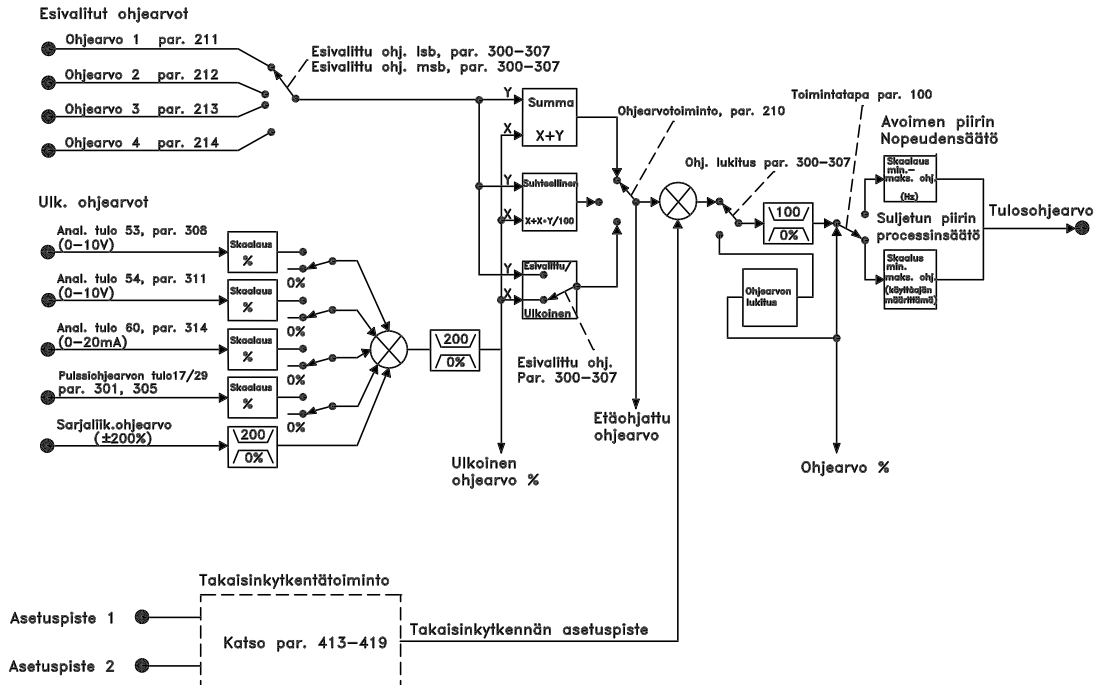 Esivalitut ohjearvot
Ohjearvo 1 par. 211
Ohjearvo 2 par. 212
Ohjearvo 3 par. 213
Ohjearvo 4 par. 214
Esivalittu ohj. lsb, par. 300-307
Esivalittu ohj. msb, par. 300-307
Ulk. ohjearvot
Anal. tulo 53, par. 308
(0-10V)
Skaalaus
%
0%
Anal. tulo 54, par. 311
(0-10V)
Skaalaus
%
0%
Anal. tulo 60, par. 314
(0-20mA)
Skaalaus
%
0%
Pulssiohjearvon tulo17/29
par. 301, 305
Skaalaus
%
0%
Sarjaliik.ohjearvo
(±200%)
200
0%
200
0%
Ulkoinen
ohjearvo %
Y
X
Summa
X+Y
Y
X
Suhteellinen
X+X*Y/100
Y
X
Esivalittu/
Ulkoinen
Esivalittu ohj.
Par. 300-307
Ohjearvotoiminto, par. 210
Etäohjattu
ohjearvo
Ohj. lukitus par. 300-307
100
0%
Ohjearvon
lukitus
Toimintatapa par. 100
Ohjearvo %
Avoimen piirin
Nopeudensäätö
Skaalaus
min.-
maks. ohj.
(Hz)
Suljetun piirin
processinsäätö
Skaalus
min.
maks. ohj.
(käyttäajän
määrittämä)
Tulosohjearvo
Takaisinkytkentätoiminto
Asetuspiste 1
Asetuspiste 2
Katso par. 413-419
Takaisinkytkennän asetuspiste